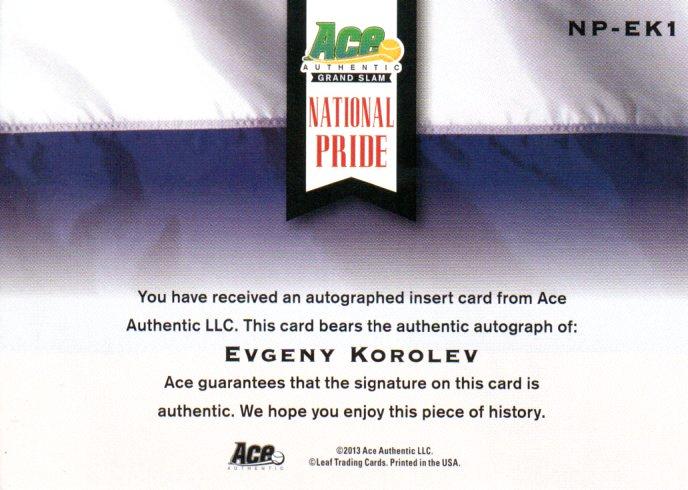 NP-EK1
Ace
AUTHENTIC
GRAND SLAM
NATIONAL
PRIDE
You have received an autographed insert card from Ace
Authentic LLC. This card bears the authentic autograph of:
EVGENY KOROLEV
Ace guarantees that the signature on this card is
authentic. We hope you enjoy this piece of history.
Ace
AUTHENTIC
©2013 Ace Authentic LLC.
©Leaf Trading Cards. Printed in the USA.